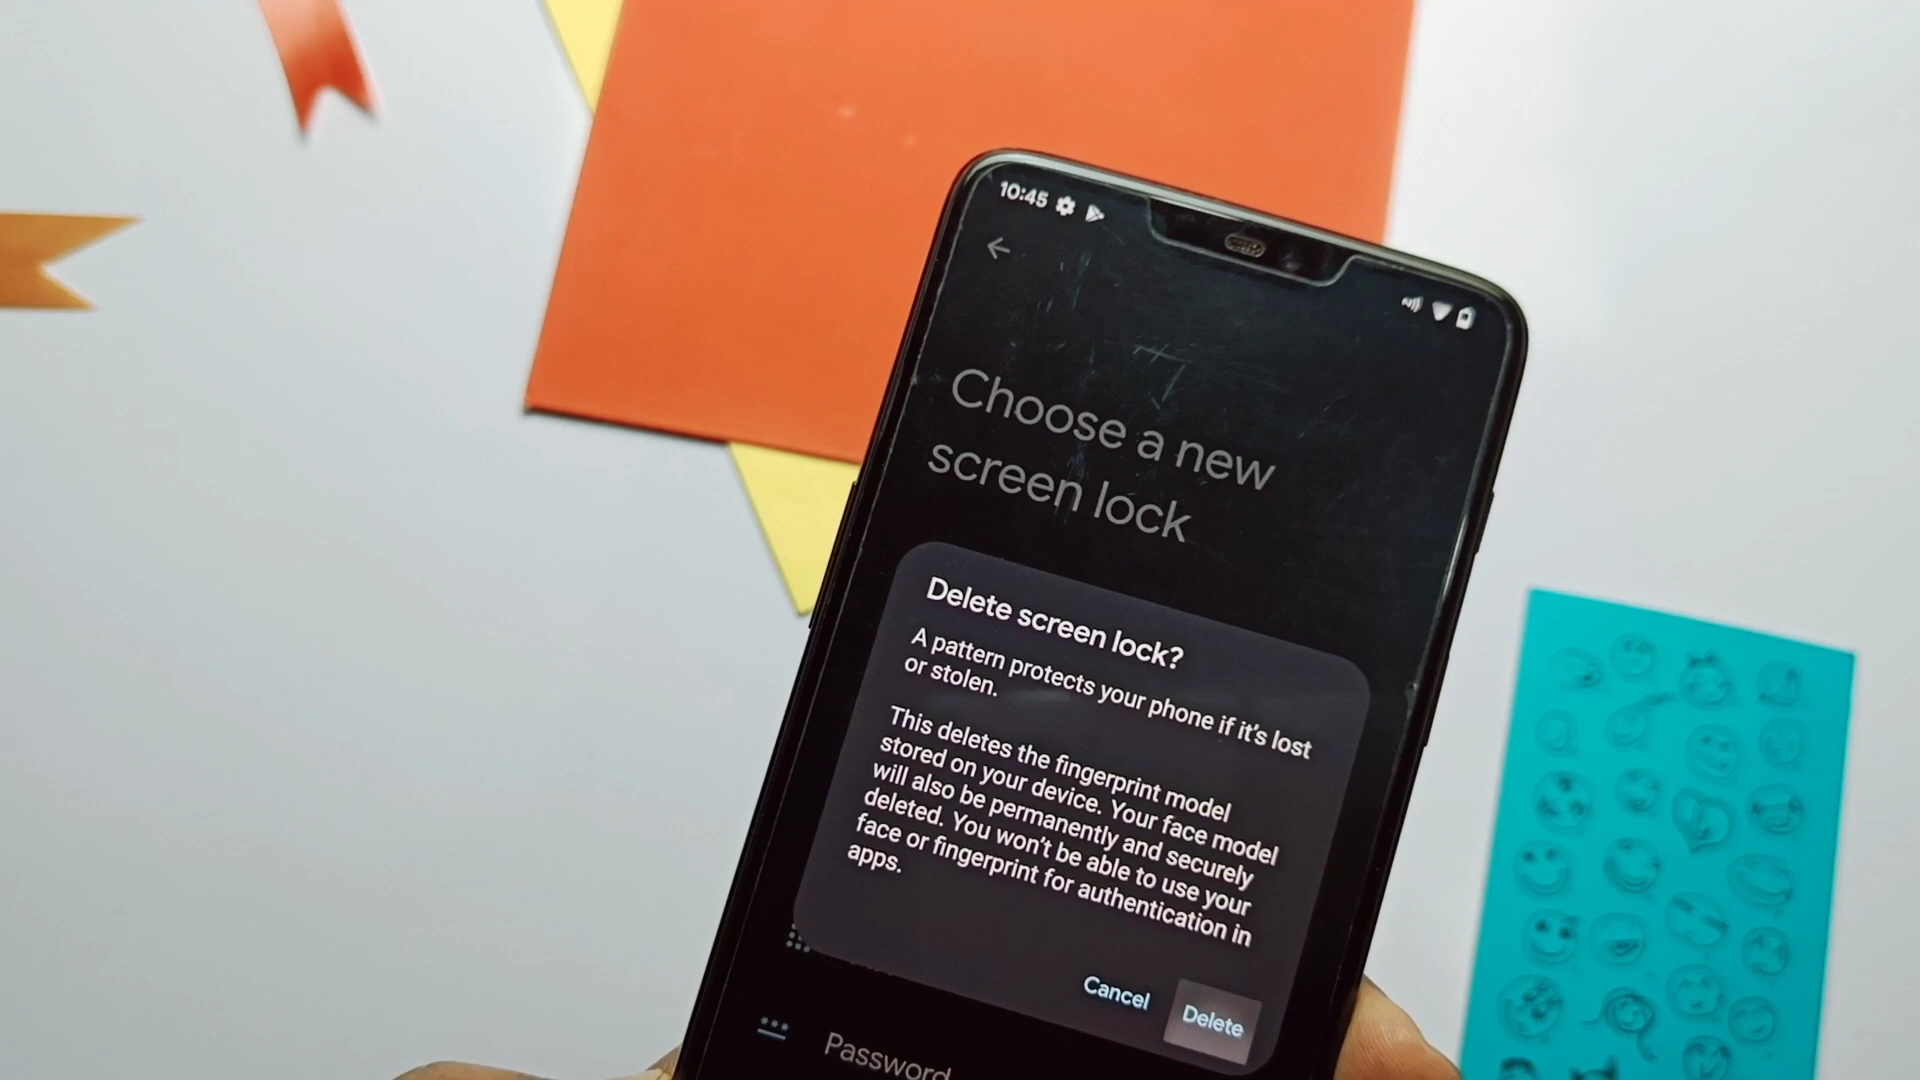 10:45
Choose a new
screen lock
Delete screen lock?
A pattern protects your phone if it's lost
or stolen.
This deletes the fingerprint model
stored on your device. Your face model
will also be permanently and securely
deleted. You won't be able to use your
face or fingerprint for authentication in
apps.
Cancel
Delete
Password